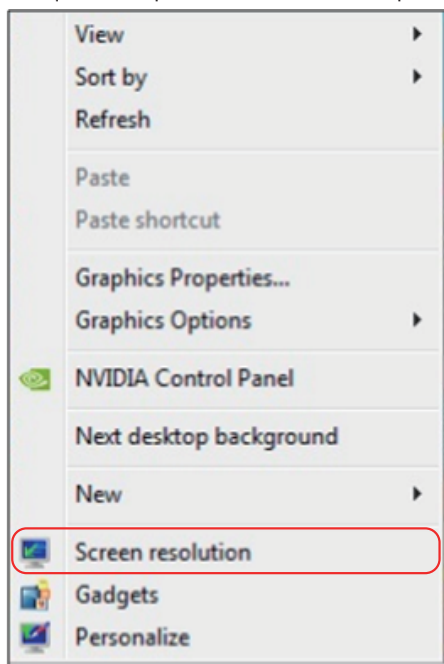 View
Sort by
Refresh
Paste
Paste shortcut
Graphics Properties...
Graphics Options
NVIDIA Control Panel
Next desktop background
New
Screen resolution
Gadgets
Personalize